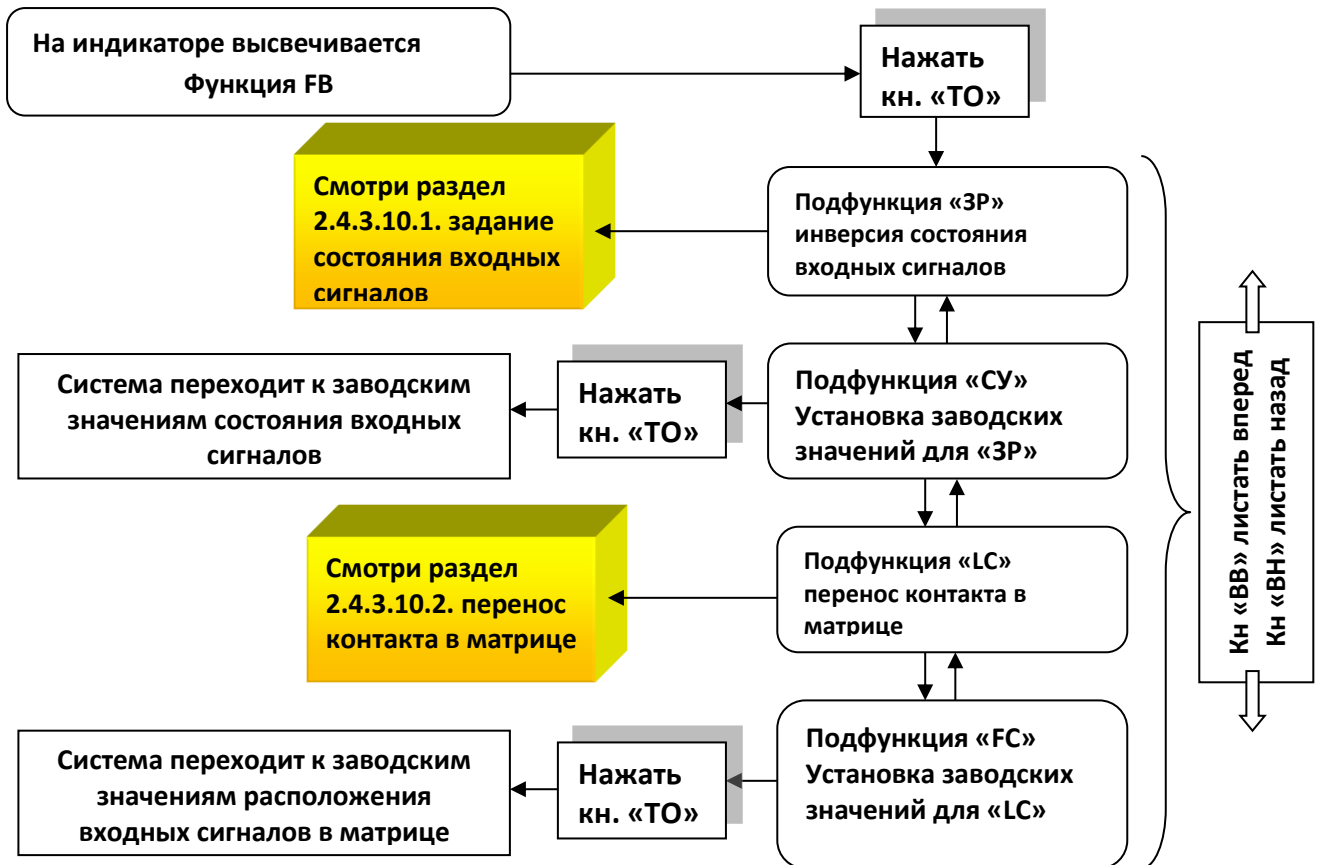 На индикаторе высвечивается
Функция FB
Нажать
кн. «ТО»
Смотри раздел
2.4.3.10.1. задание
состояния входных
сигналов
Подфункция «ЗР»
инверсия состояния
входных сигналов
Система переходит к заводским
значениям состояния входных
сигналов
Нажать
кн. «ТО»
Подфункция «СУ»
Установка заводских
значений для «ЗР»
Смотри раздел
2.4.3.10.2. перенос
контакта в матрице
Подфункция «LC»
перенос контакта в
матрице
Система переходит к заводским
значениям расположения
входных сигналов в матрице
Нажать
кн. «ТО»
Подфункция «FC»
Установка заводских
значений для «LC»
Кн «ВВ» листать вперед
Кн «ВН» листать назад